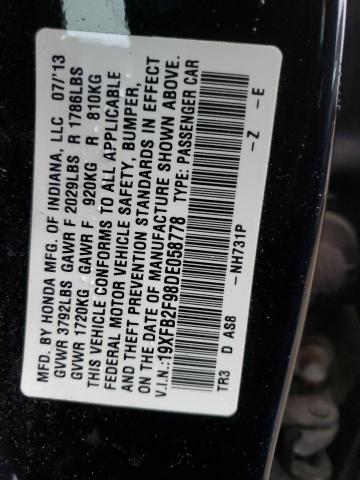 MFD. BY HONDA MFG. OF INDIANA, LLC 07/'13
GVWR 3792LBS GAWR F 2029LBS R 1786LBS
GVWR 1720KG GAWR F 920KG R 810KG
THIS VEHICLE CONFORMS TO ALL APPLICABLE
FEDERAL MOTOR VEHICLE SAFETY, BUMPER,
AND THEFT PREVENTION STANDARDS IN EFFECT
ON THE DATE OF MANUFACTURE SHOWN ABOVE.
V.I.N.:19XFB2F98DE058778 TYPE: PASSENGER CAR
TR3 D AS8 -NH731P -Z -E